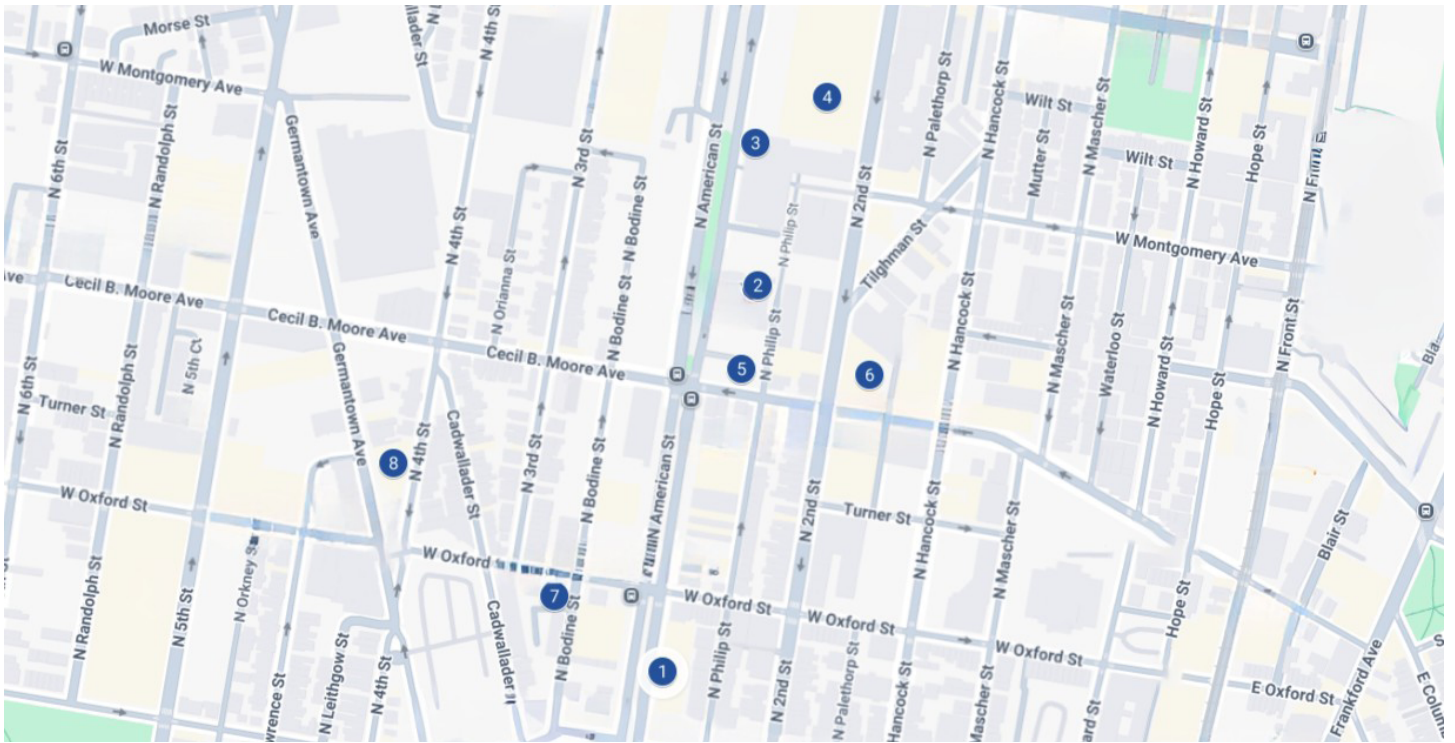 Morse St
N 4th St
W Montgomery Ave
N 6th St
N Randolph St
Germantown Ave
N 4th St
N 3rd St
N Orianna St
N Bodine St
N American St
4
3
N Palethorp St
N Hancock St
Wilt St
Mutter St
N Mascher St
Wilt St
N Howard St
Hope St
N 2nd St
N Philip St
Tilghman St
W Montgomery Ave
Cecil B. Moore Ave
Cecil B. Moore Ave
Cecil B. Moore Ave
N 5th Ct
2
N Bodine St
N Philip St
5
6
N Hancock St
N Mascher St
Waterloo St
N Howard St
Hope St
N Front St
N 6th St
Turner St
N Randolph St
Germantown Ave
8
N 4th St
Cadwallader St
N 3rd St
N Bodine St
N American St
N 2nd St
Turner St
N Hancock St
N Mascher St
Blair St
W Oxford St
W Oxford
W Oxford St
W Oxford St
W Oxford St
E Oxford St
N Randolph St
N 5th St
N Orkney S
N Leithgow St
N 4th St
Cadwallader
7
N Bodine St
1
N Philip St
N 2nd St
N Palethorp St
Hancock St
Mascher St
Hope St
Frankford Ave